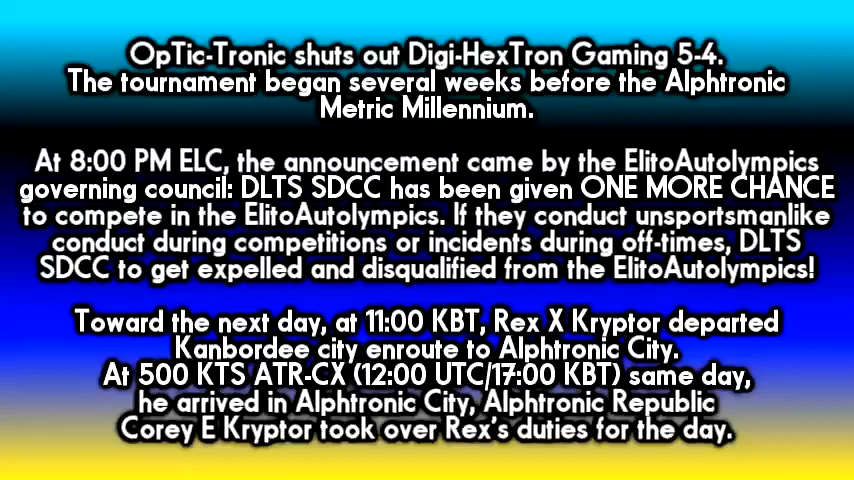 OpTic-Tronic shuts out Digi-HexTron Gaming 5-4.
The tournament began several weeks before the Alphtronic
Metric Millennium.
At 8:00 PM ELC, the announcement came by the ElitoAutolympics
governing council: DLTS SDCC has been given ONE MORE CHANCE
to compete in the ElitoAutolympics. If they conduct unsportsmanlike
conduct during competitions or incidents during off-times, DLTS
SDCC to get expelled and disqualified from the ElitoAutolympics!
Toward the next day, at 11:00 KBT, Rex X Kryptor departed
Kanbordee city enroute to Alphtronic City.
At 500 KTS ATR-CX (12:00 UTC/17:00 KBT) same day,
he arrived in Alphtronic City, Alphtronic Republic
Corey E Kryptor took over Rex's duties for the day.